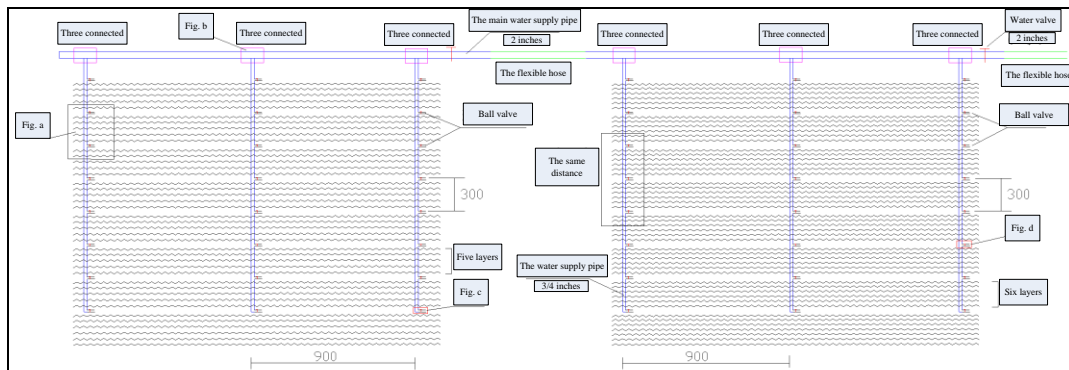 Fig. b
The main water supply pipe
2 inches
Water valve
2 inches
Three connected
Three connected
Three connected
Three connected
Three connected
Three connected
The flexible hose
The flexible hose
Fig. a
Ball valve
Ball valve
The same
distance
300
300
Fig. d
Five layers
The water supply pipe
3/4 inches
Fig. c
Six layers
900
900